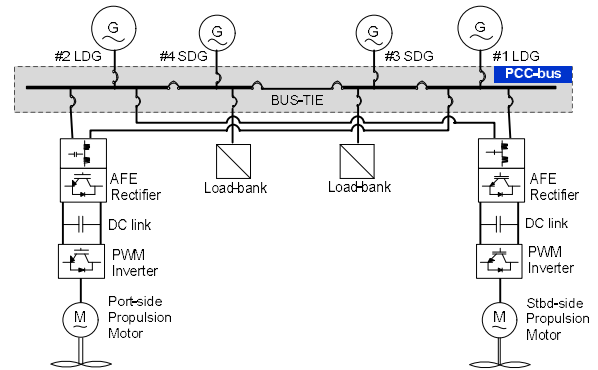 G
G
G
G
#2 LDG
#4 SDG
#3 SDG
#1 LDG
PCC-bus
BUS-TIE
Load-bank
Load-bank
AFE
Rectifier
AFE
Rectifier
DC link
DC link
PWM
Inverter
PWM
Inverter
M
Port-side
Propulsion
Motor
M
Stbd-side
Propulsion
Motor